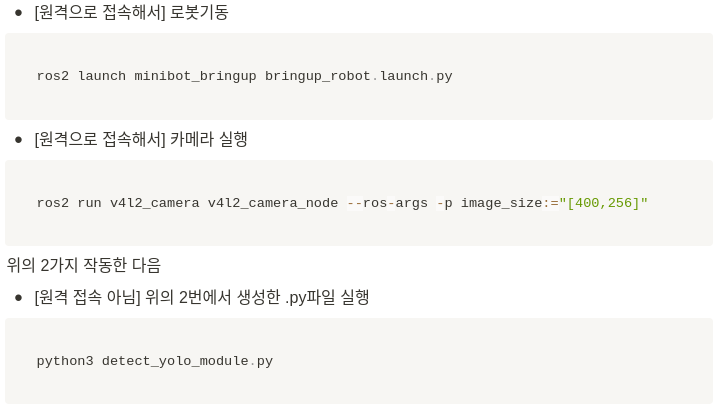 • [원격으로 접속해서] 로봇기동
ros2 launch minibot_bringup bringup_robot.launch.py
• [원격으로 접속해서] 카메라 실행
ros2 run v4l2_camera v4l2_camera_node --ros-args -p image_size:="[400,256]"
위의 2가지 작동한 다음
• [원격 접속 아님] 위의 2번에서 생성한 .py파일 실행
python3 detect_yolo_module.py